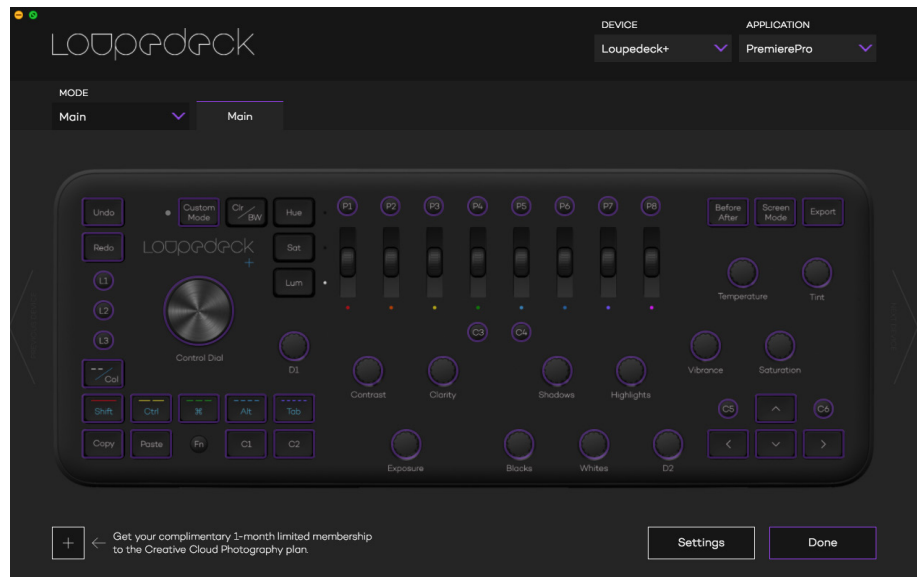 DEVICE
APPLICATION
LOUPEDECK
Loupedeck+
PremierePro
MODE
Main
Main
Undo
Custom
Mode
Clr/BW
Hue
P1
P2
P3
P4
P5
P6
P7
P8
Before
After
Screen
Mode
Export
Redo
LOUPEDECK
+
Sat
L1
Lum
L2
Temperature
Tint
L3
C3
C4
Control Dial
D1
Col
Contrast
Clarity
Shadows
Highlights
Vibrance
Saturation
Shift
Ctrl
⌘
Alt
Tab
C5
^
C6
Copy
Paste
Fn
C1
C2
Exposure
Blacks
Whites
D2
Get your complimentary 1-month limited membership
to the Creative Cloud Photography plan.
Settings
Done